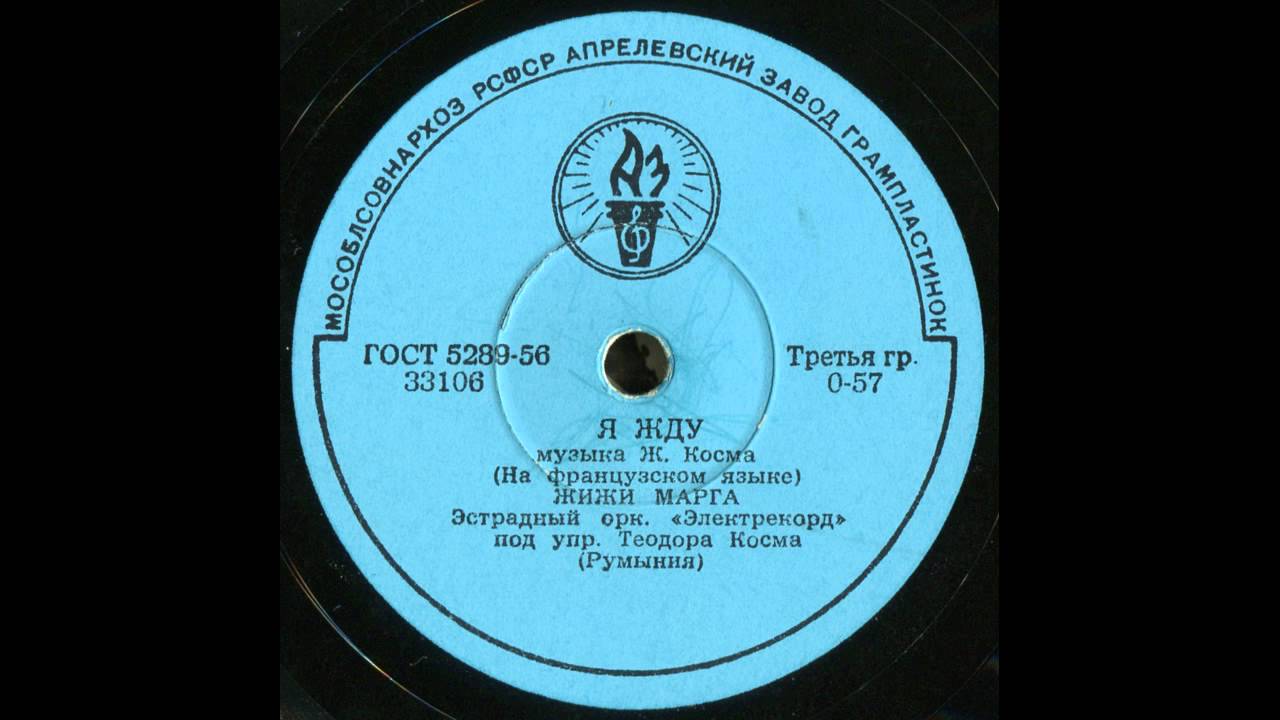 МОСОБЛСОВНАРХОЗ РСФСР АПРЕЛЕВСКИЙ ЗАВОД ГРАМПЛАСТИНОК
АЗ
ГОСТ 5289-56
33106
Третья гр.
0-57
Я ЖДУ
музыка Ж. Косма
(На французском языке)
ЖИЖИ МАРГА
Эстрадный орк. «Электрекорд»
под упр. Теодора Косма
(Румыния)